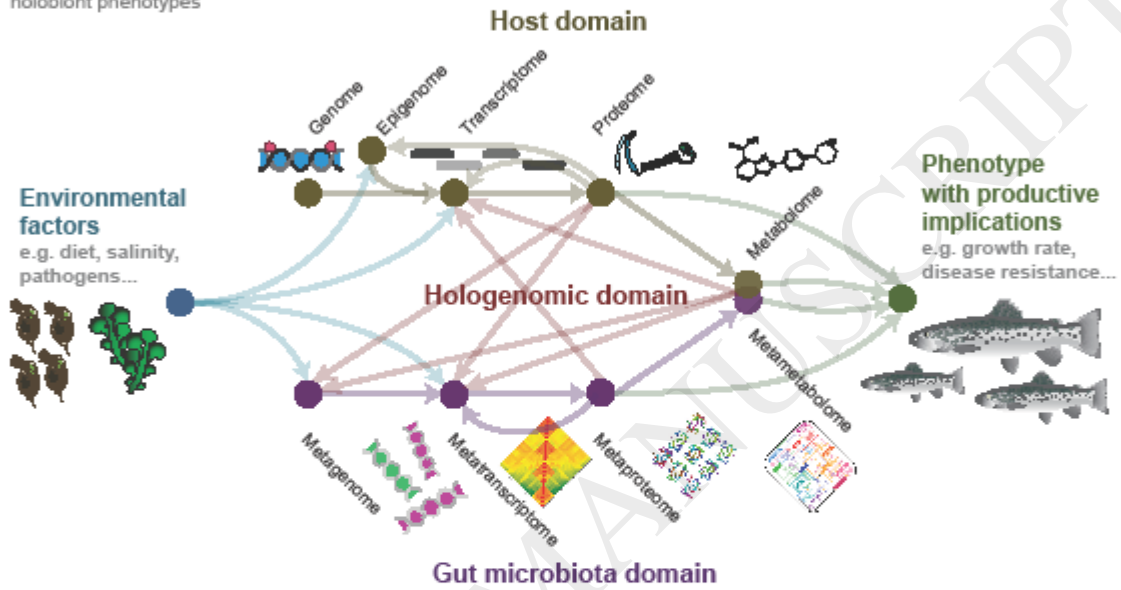 holobiont phenotypes
Host domain
Genome
Epigenome
Transcriptome
Proteome
Metabolome
Environmental
factors
e.g. diet, salinity,
pathogens...
Phenotype
with productive
implications
e.g. growth rate,
disease resistance...
Hologenomic domain
Metagenome
Metatranscriptome
Metaproteome
Metametabolome
Gut microbiota domain
MANUSCRIPT